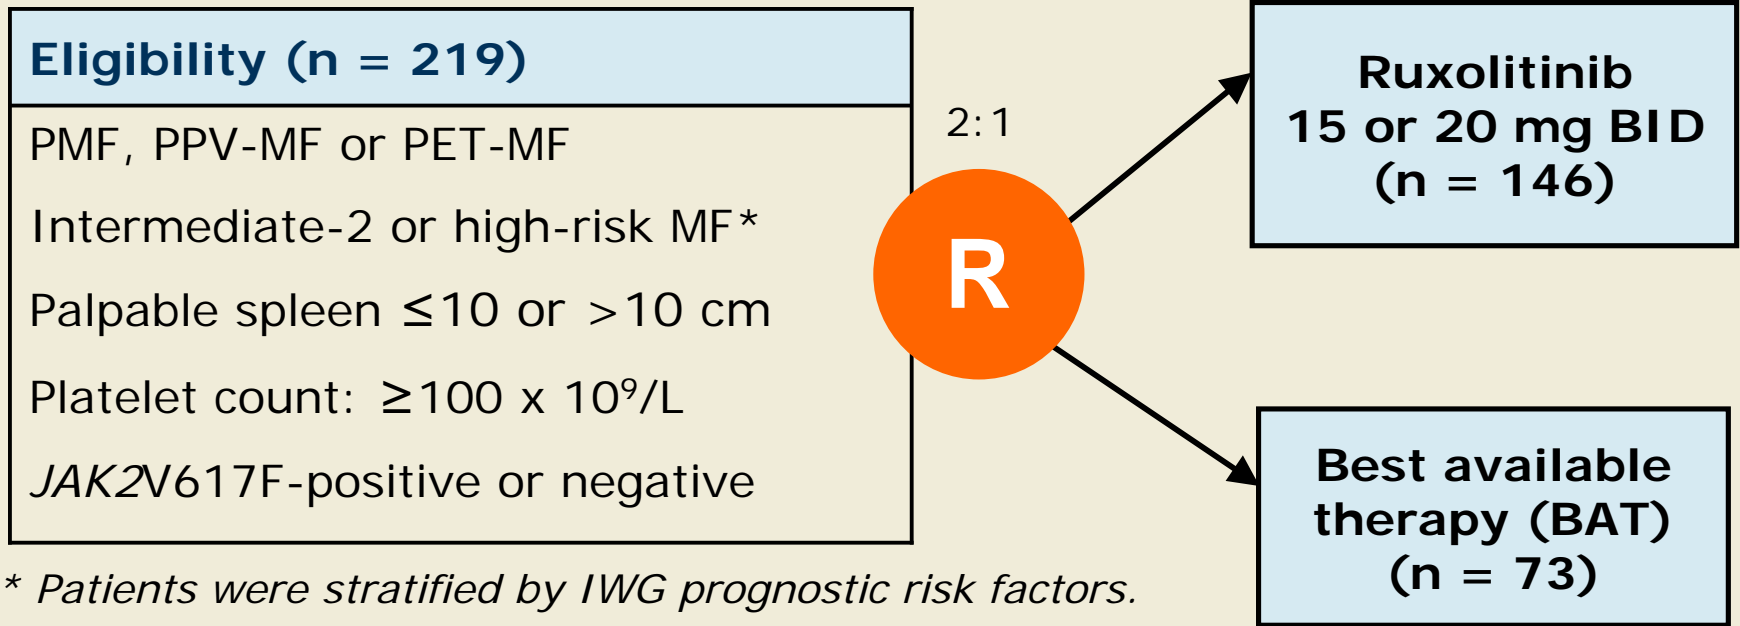 Eligibility (n = 219)
PMF, PPV-MF or PET-MF
Intermediate-2 or high-risk MF*
Palpable spleen ≤10 or >10 cm
Platelet count: ≥100 x 10⁹/L
JAK2V617F-positive or negative
* Patients were stratified by IWG prognostic risk factors.
2:1
R
Ruxolitinib
15 or 20 mg BID
(n = 146)
Best available
therapy (BAT)
(n = 73)